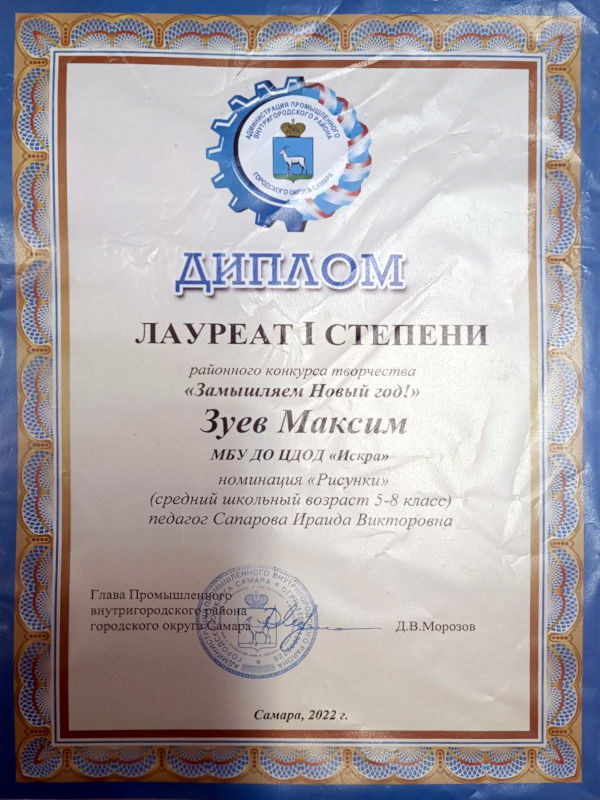 АДМИНИСТРАЦИЯ ПРОМЫШЛЕННОГО
ВНУТРИГОРОДСКОГО РАЙОНА
ГОРОДСКОГО ОКРУГА САМАРА
ДИПЛОМ
ЛАУРЕАТ I СТЕПЕНИ
районного конкурса творчества
«Замышляем Новый год!»
Зуев Максим
МБУ ДО ЦДОД «Искра»
номинация «Рисунки»
(средний школьный возраст 5-8 класс)
педагог Сапарова Ираида Викторовна
Глава Промышленного
внутригородского района
городского округа Самара
Д.В.Морозов
Самара, 2022 г.